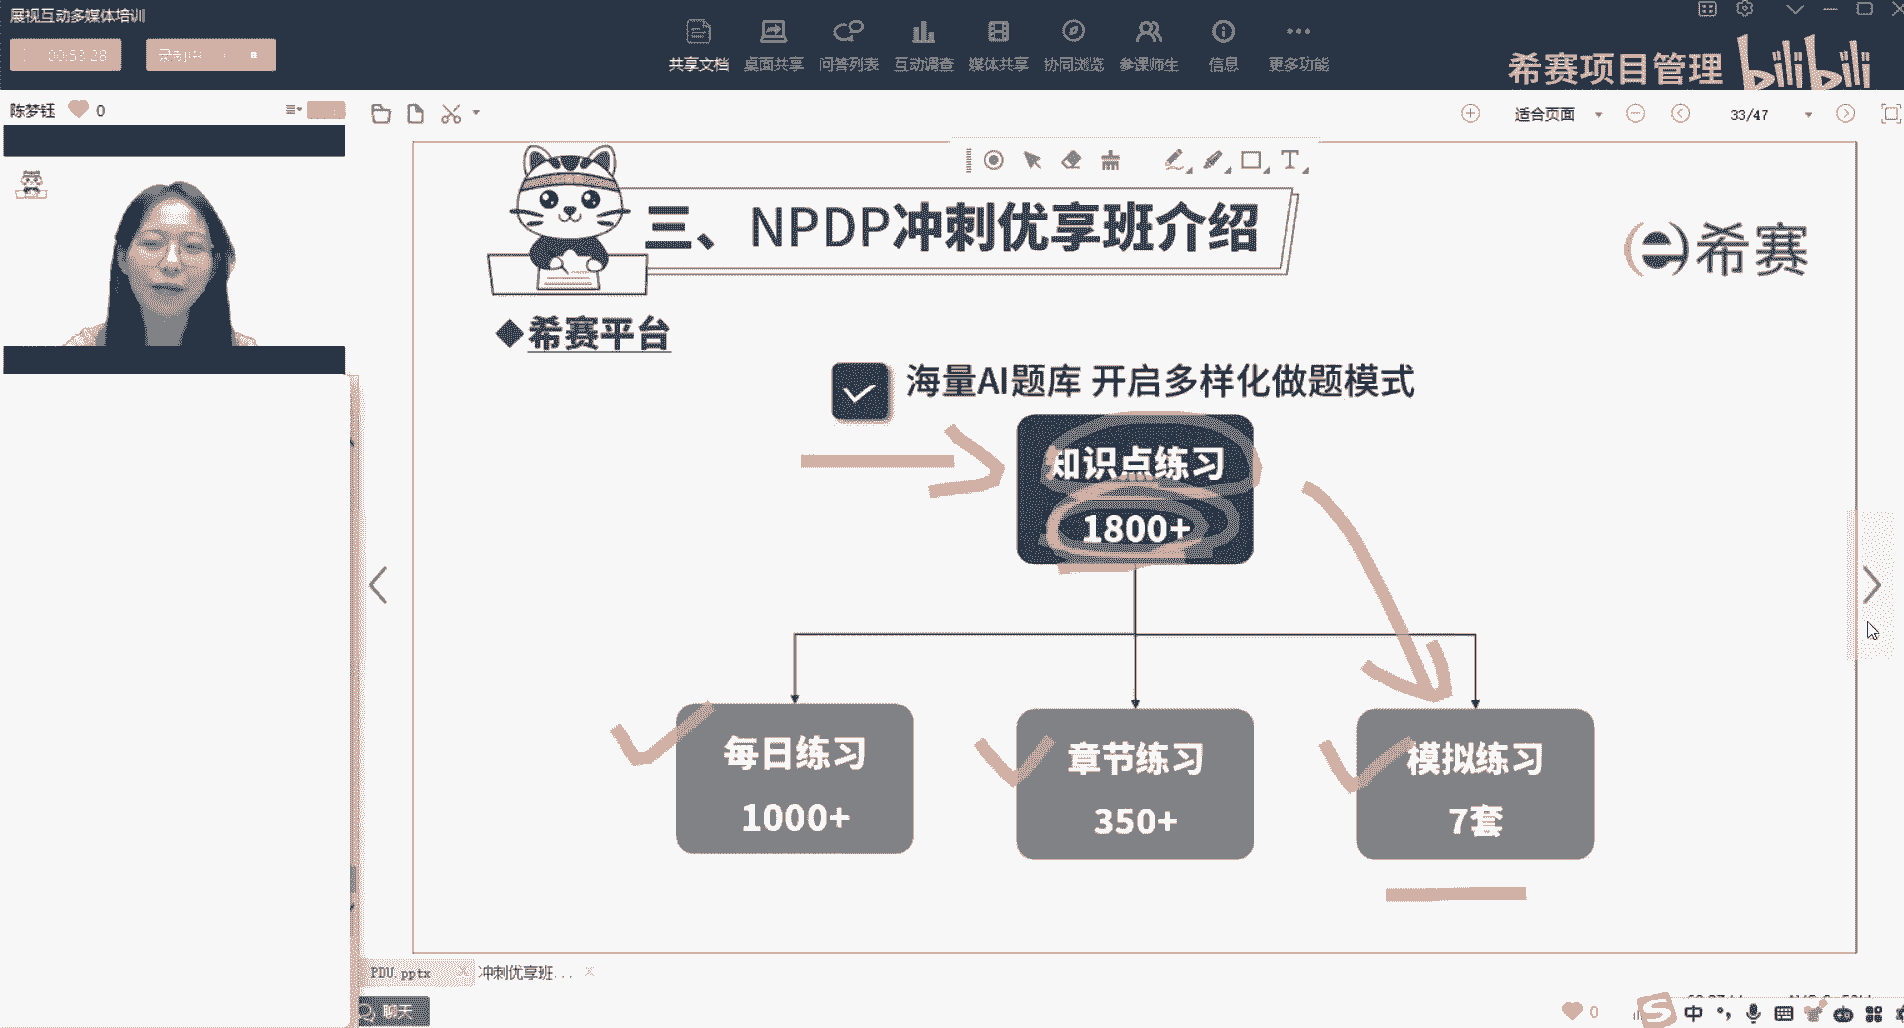 展视互动多媒体培训
00:53:28
共享文档 桌面共享 问答列表 互动调查 媒体共享 协同浏览 参课师生 信息 更多功能
希赛项目管理 bilibili
陈梦钰 0
适合页面 33/47
三、NPDP冲刺优享班介绍
希赛
希赛平台
海量AI题库 开启多样化做题模式
知识点练习
1800+
每日练习
1000+
章节练习
350+
模拟练习
7套
PDU.pptx 冲刺优享班...
聊天
0
中